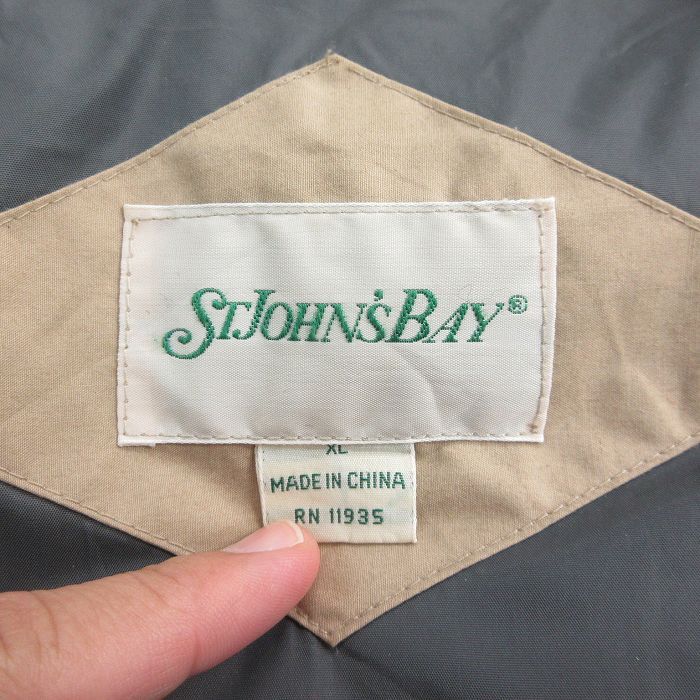 ST. JOHN'S BAY®
XL
MADE IN CHINA
RN 11935